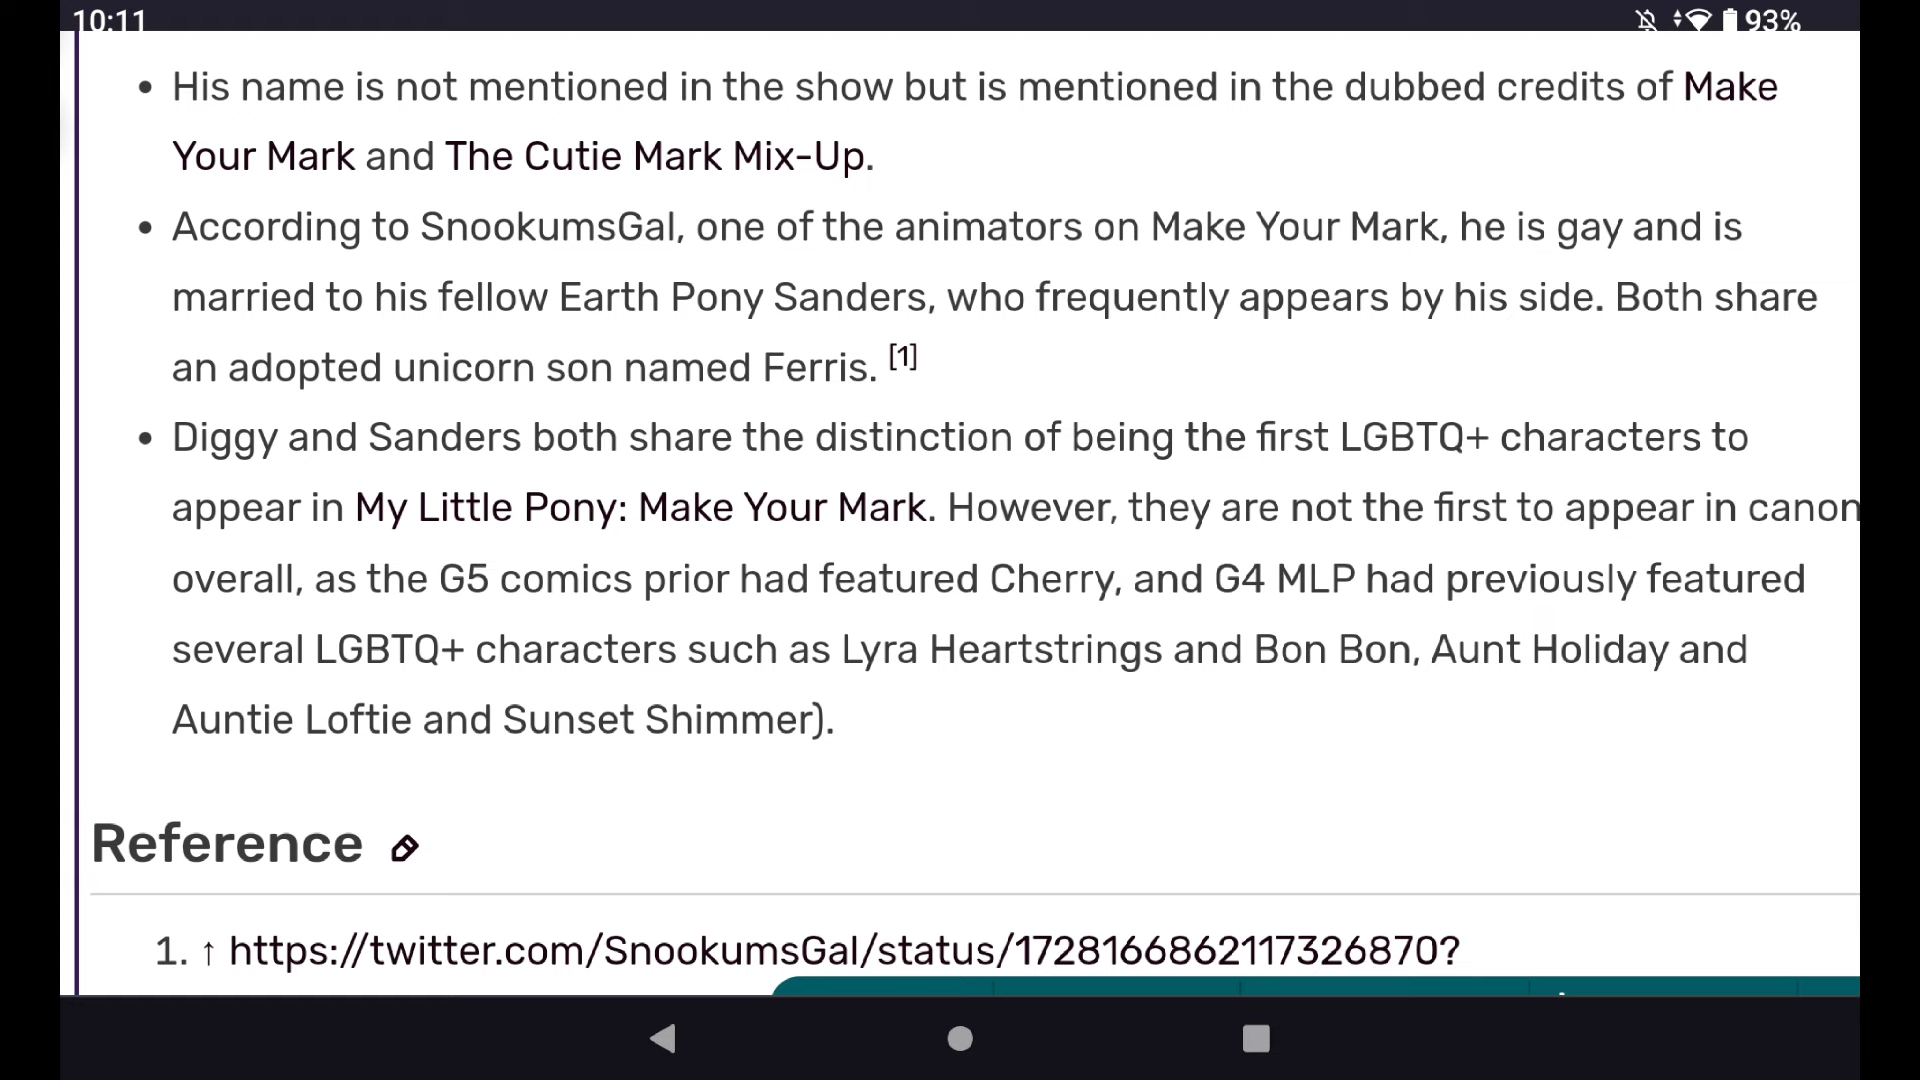 10:11 93%
• His name is not mentioned in the show but is mentioned in the dubbed credits of Make
Your Mark and The Cutie Mark Mix-Up.
• According to SnookumsGal, one of the animators on Make Your Mark, he is gay and is
married to his fellow Earth Pony Sanders, who frequently appears by his side. Both share
an adopted unicorn son named Ferris. [1]
• Diggy and Sanders both share the distinction of being the first LGBTQ+ characters to
appear in My Little Pony: Make Your Mark. However, they are not the first to appear in canon
overall, as the G5 comics prior had featured Cherry, and G4 MLP had previously featured
several LGBTQ+ characters such as Lyra Heartstrings and Bon Bon, Aunt Holiday and
Auntie Loftie and Sunset Shimmer).
Reference
1. ↑ https://twitter.com/SnookumsGal/status/1728166862117326870?